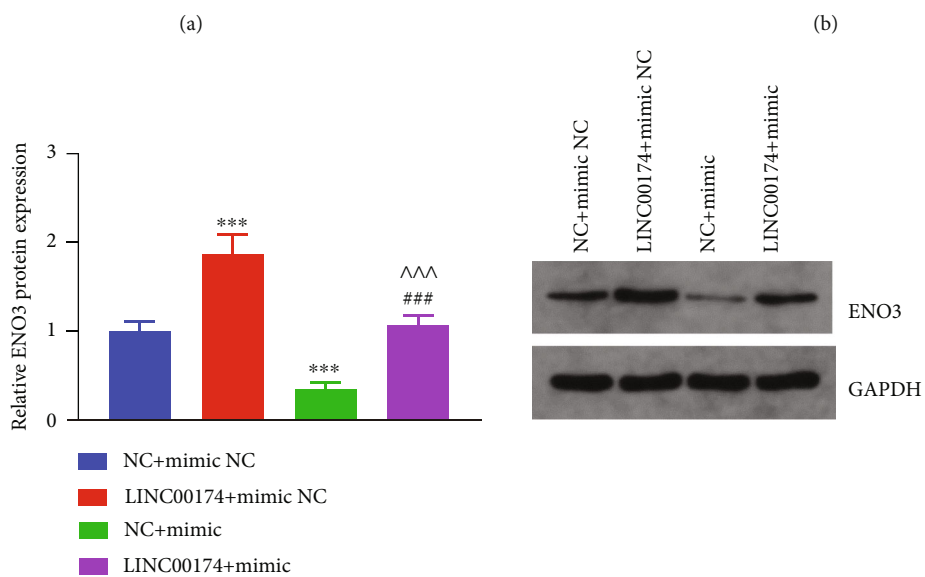 (a)
(b)
Relative ENO3 protein expression
3
2
1
0
***
***
^^^
###
NC+mimic NC
LINC00174+mimic NC
NC+mimic
LINC00174+mimic
NC+mimic NC
LINC00174+mimic NC
NC+mimic
LINC00174+mimic
ENO3
GAPDH